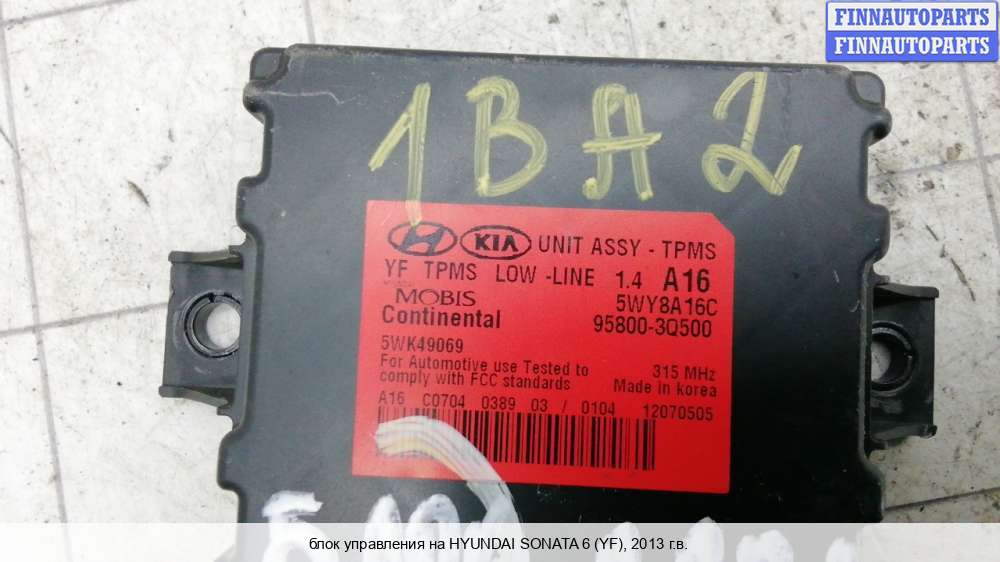 FINNAUTOPARTS
FINNAUTOPARTS
1BA2
KIA UNIT ASSY - TPMS
YF TPMS LOW -LINE 1.4 A16
MOBIS 5WY8A16C
Continental 95800-3Q500
5WK49069
For Automotive use Tested to 315 MHz
comply with FCC standards Made in korea
A16 C0704 0389 03 / 0104 12070505
блок управления на HYUNDAI SONATA 6 (YF), 2013 г.в.